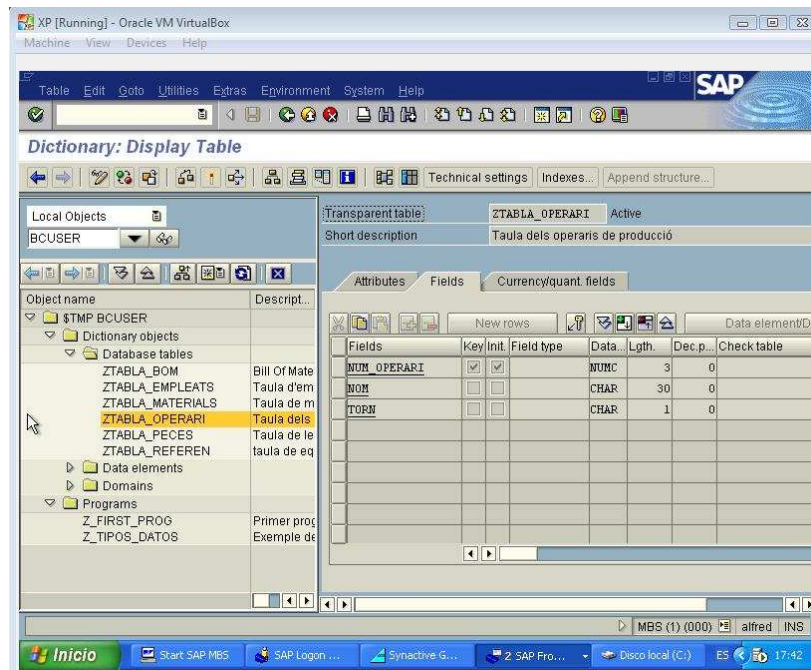 XP [Running] - Oracle VM VirtualBox
Machine View Devices Help
Table Edit Goto Utilities Extras Environment System Help
SAP
Dictionary: Display Table
Technical settings Indexes... Append structure...
Local Objects
BCUSER
Transparent table ZTABLA_OPERARI Active
Short description Taula dels operaris de producció
Attributes Fields Currency/quant. fields
Object name Descript...
$TMP BCUSER
Dictionary objects
Database tables
ZTABLA_BOM Bill Of Mate
ZTABLA_EMPLEATS Taula d'em
ZTABLA_MATERIALS Taula de m
ZTABLA_OPERARI Taula dels
ZTABLA_PECES Taula de le
ZTABLA_REFEREN taula de eq
Data elements
Domains
Programs
Z_FIRST_PROG Primer prog
Z_TIPOS_DATOS Exemple de
New rows Data element/D
Fields Key Init. Field type Data... Lgth. Dec.p... Check table
NUM_OPERARI NUMC 3 0
NOM CHAR 30 0
TORN CHAR 1 0
MBS (1) (000) alfred INS
Inicio Start SAP MBS SAP Logon ... Synactive G... 2 SAP Fro... Disco local (C:) ES 17:42